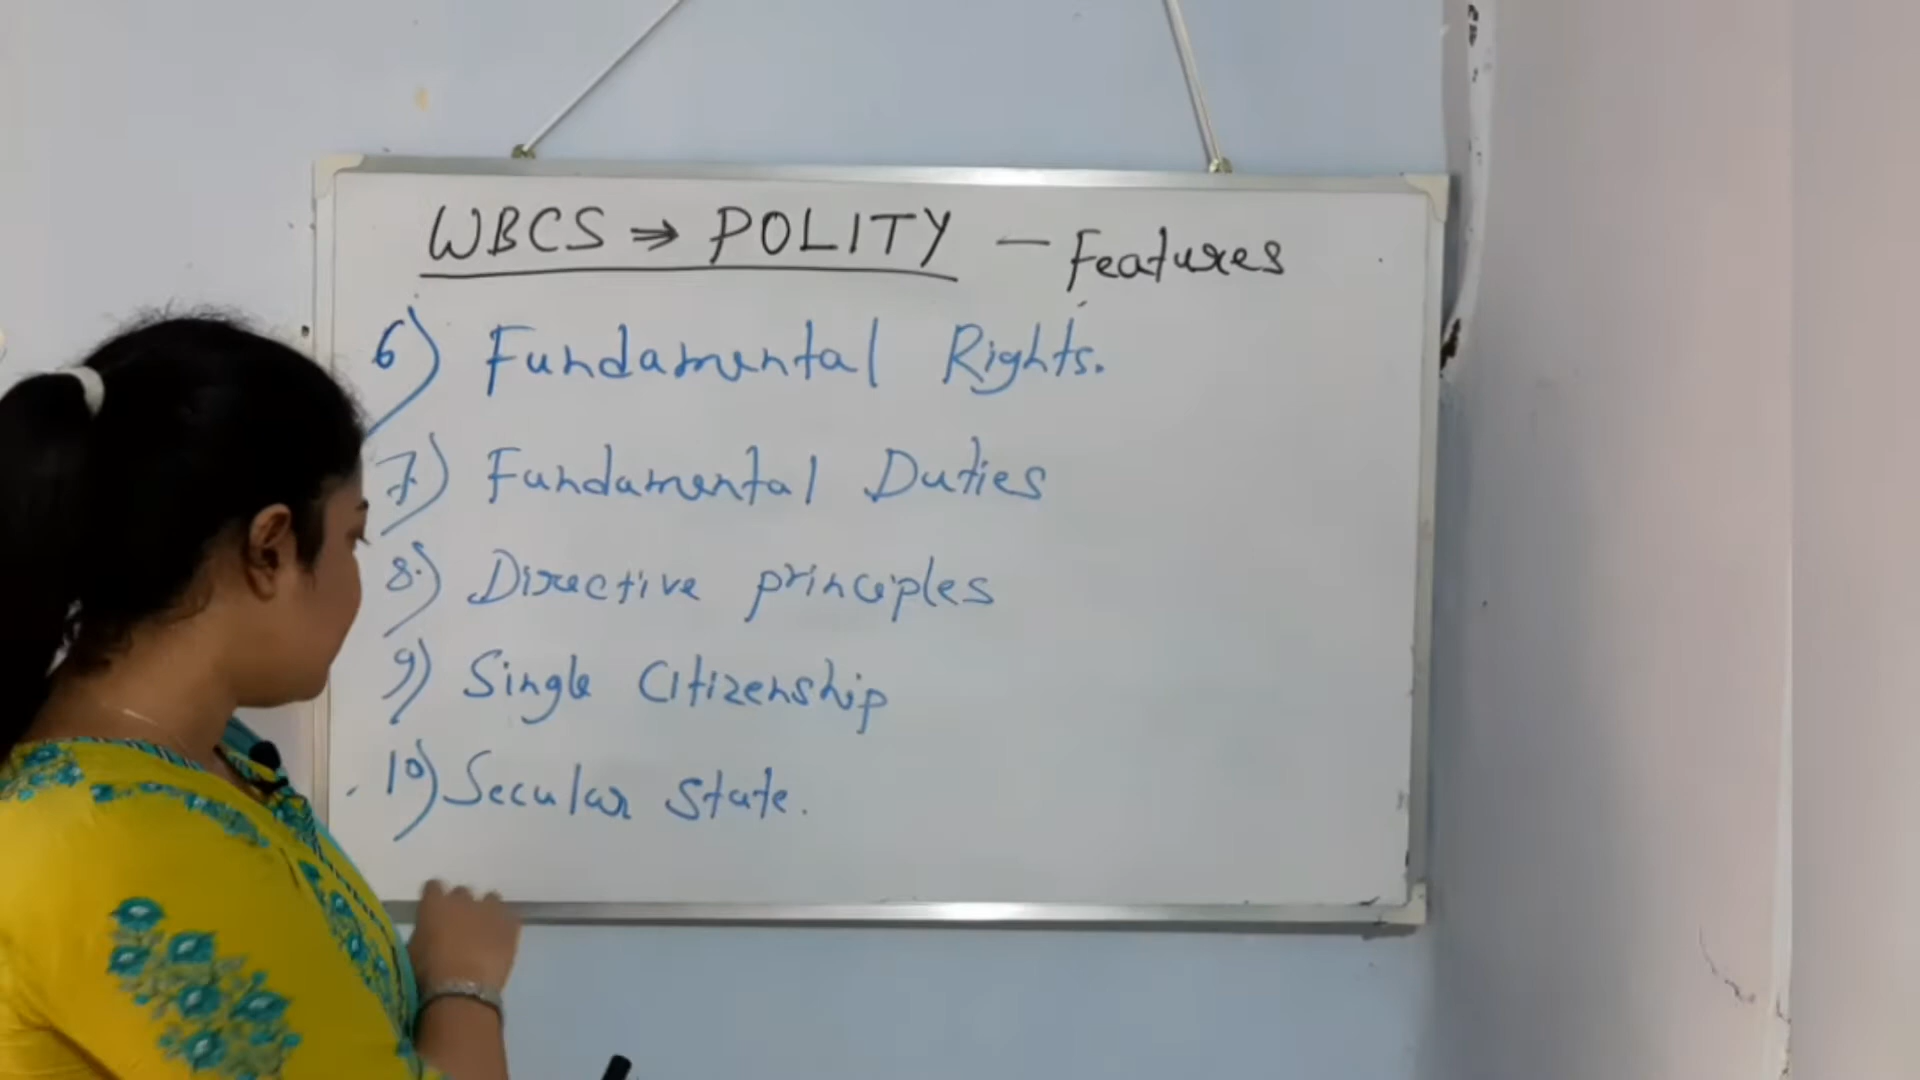 WBCS ⇒ POLITY — Features
6) Fundamental Rights.
7) Fundamental Duties
8.) Directive principles
9) Single Citizenship
10) Secular State.